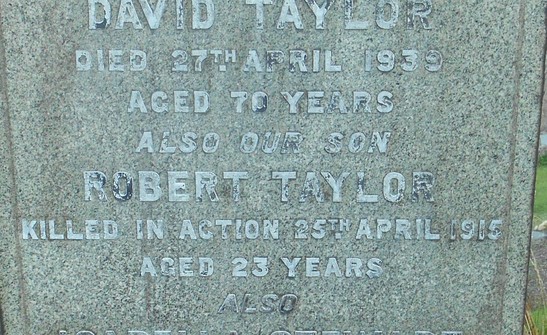 DAVID TAYLOR
DIED 27TH APRIL 1939
AGED 70 YEARS
ALSO OUR SON
ROBERT TAYLOR
KILLED IN ACTION 25TH APRIL 1915
AGED 23 YEARS
ALSO